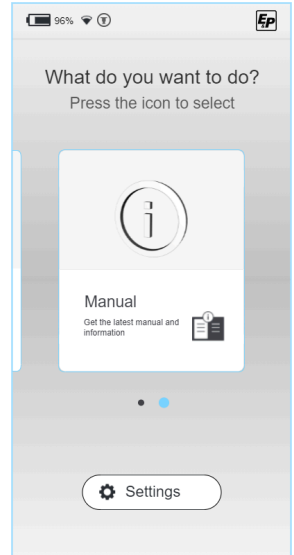 96%
E&P
What do you want to do?
Press the icon to select
i
Manual
Get the latest manual and
information
Settings